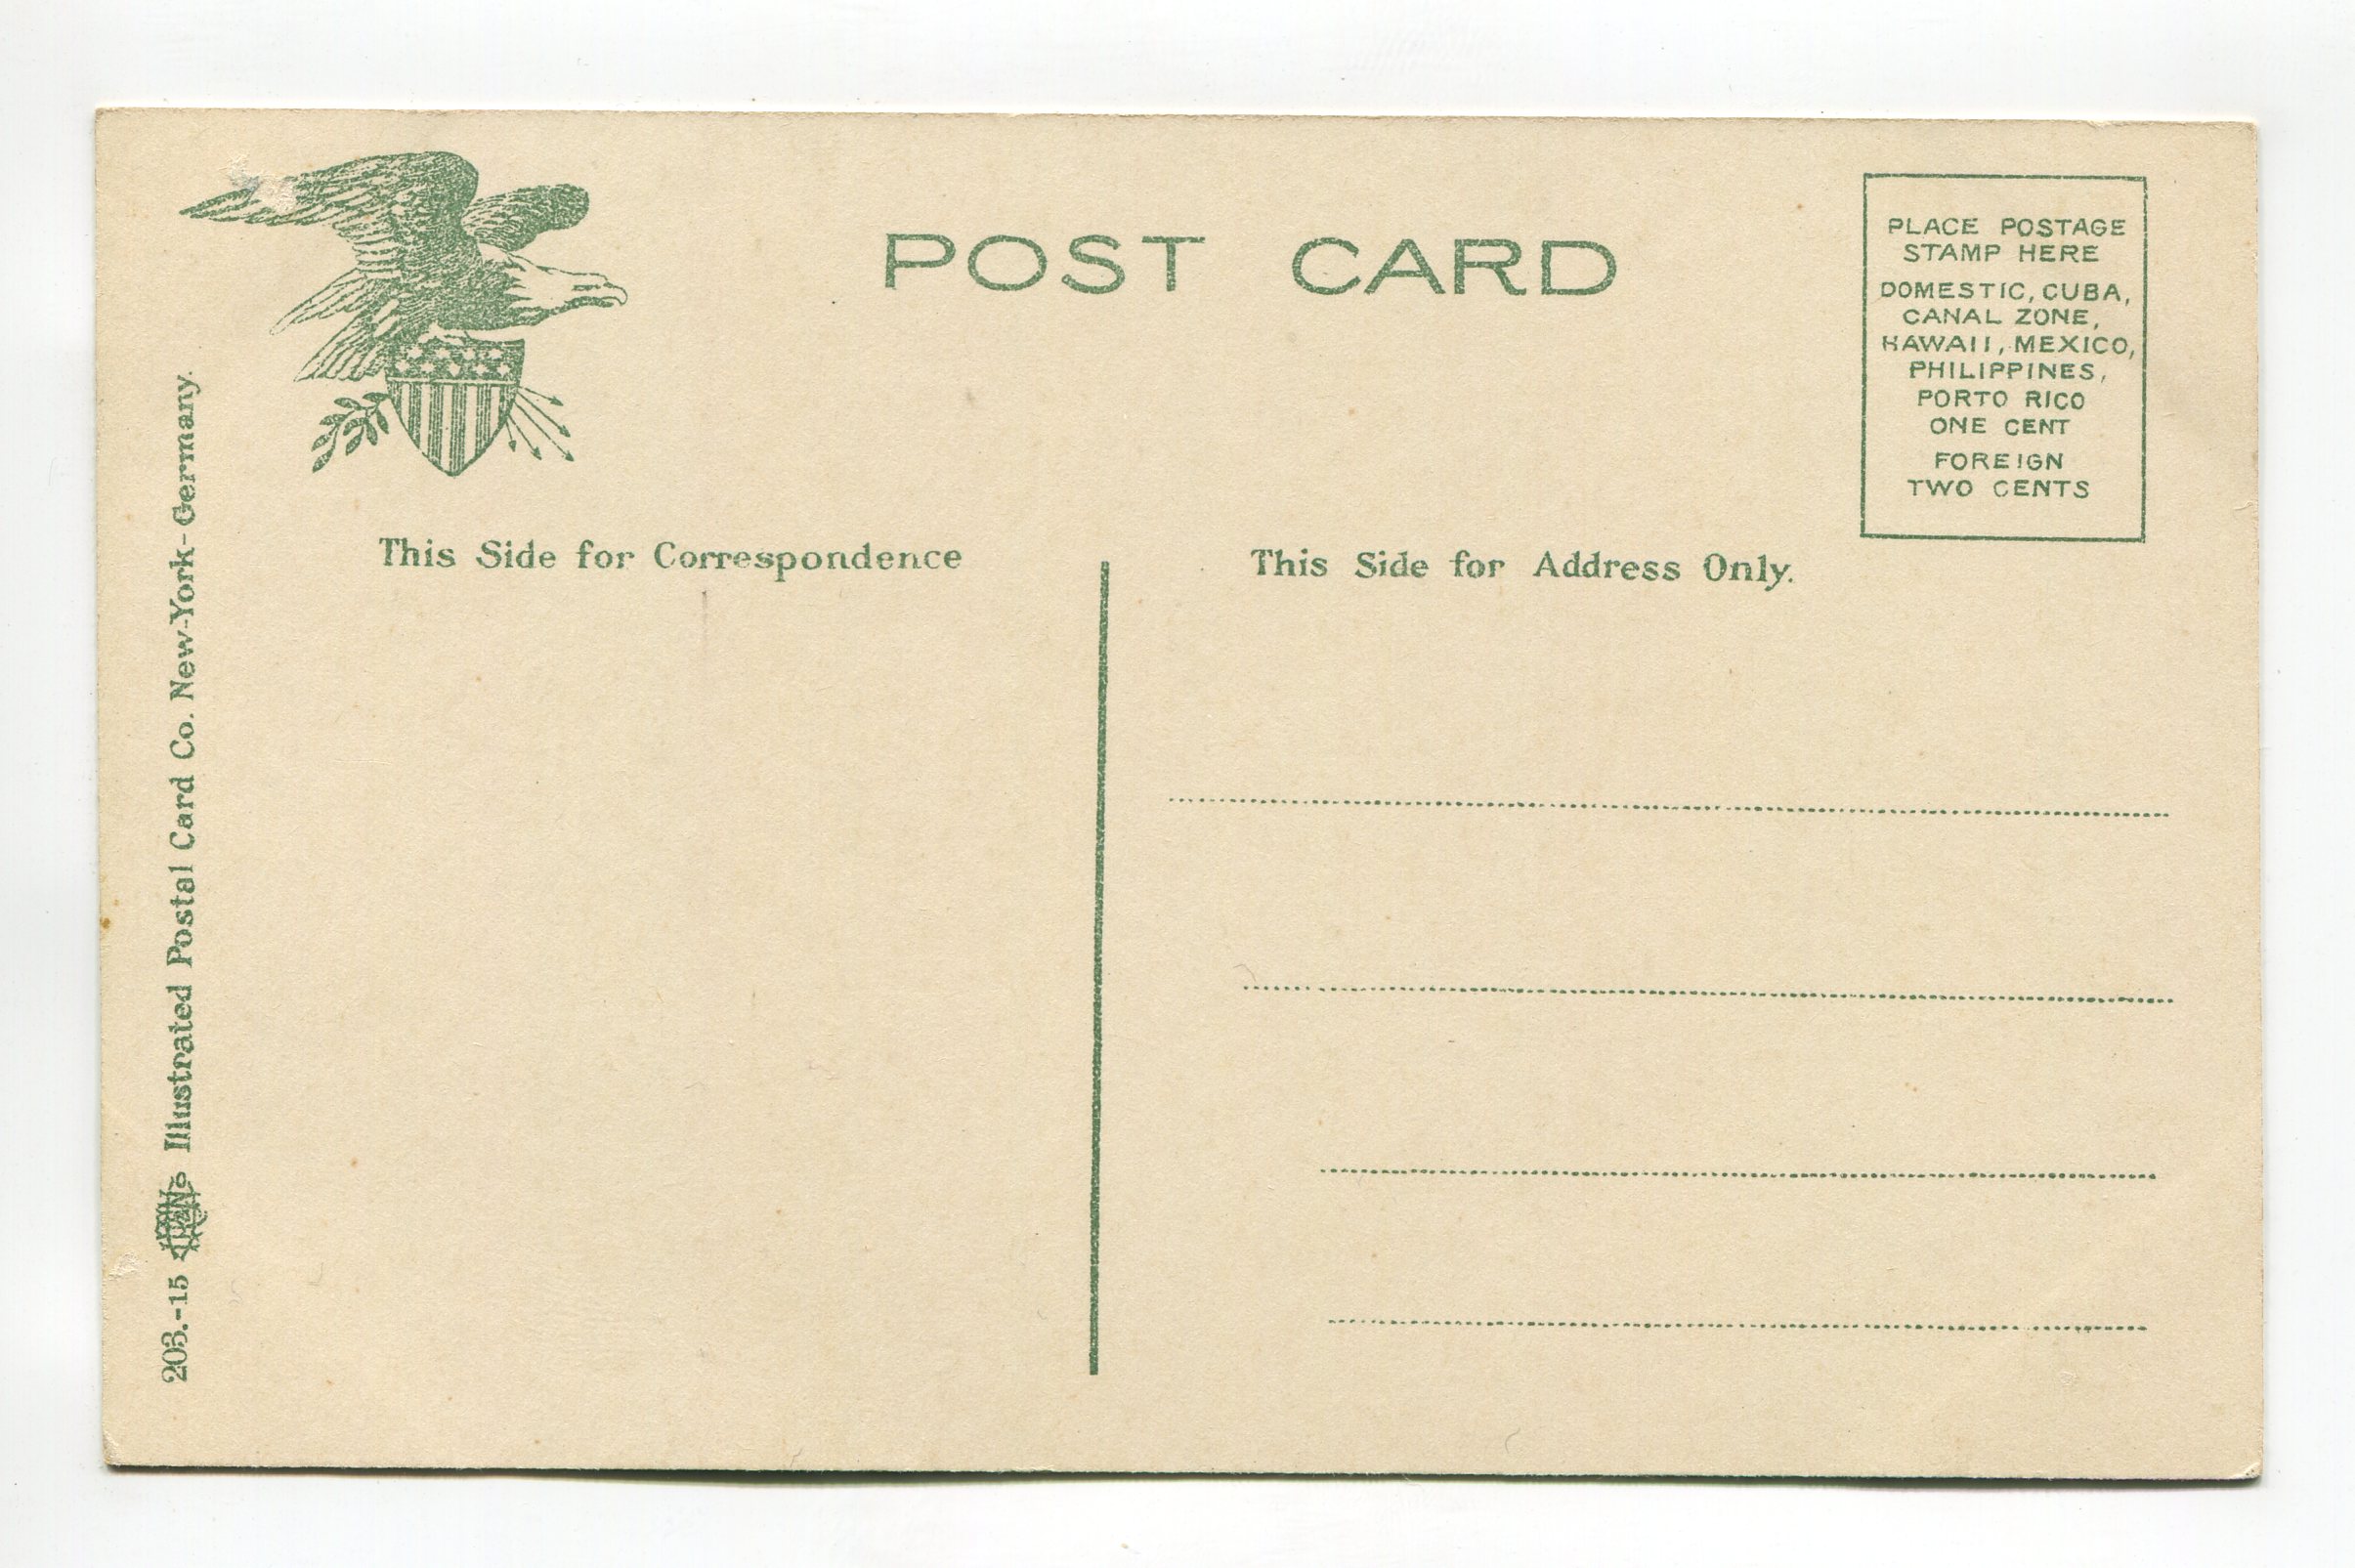 POST CARD
PLACE POSTAGE
STAMP HERE
DOMESTIC, CUBA,
CANAL ZONE,
HAWAII, MEXICO,
PHILIPPINES,
PORTO RICO
ONE CENT
FOREIGN
TWO CENTS
This Side for Correspondence
This Side for Address Only.
203.-15 Illustrated Postal Card Co. New-York-Germany.